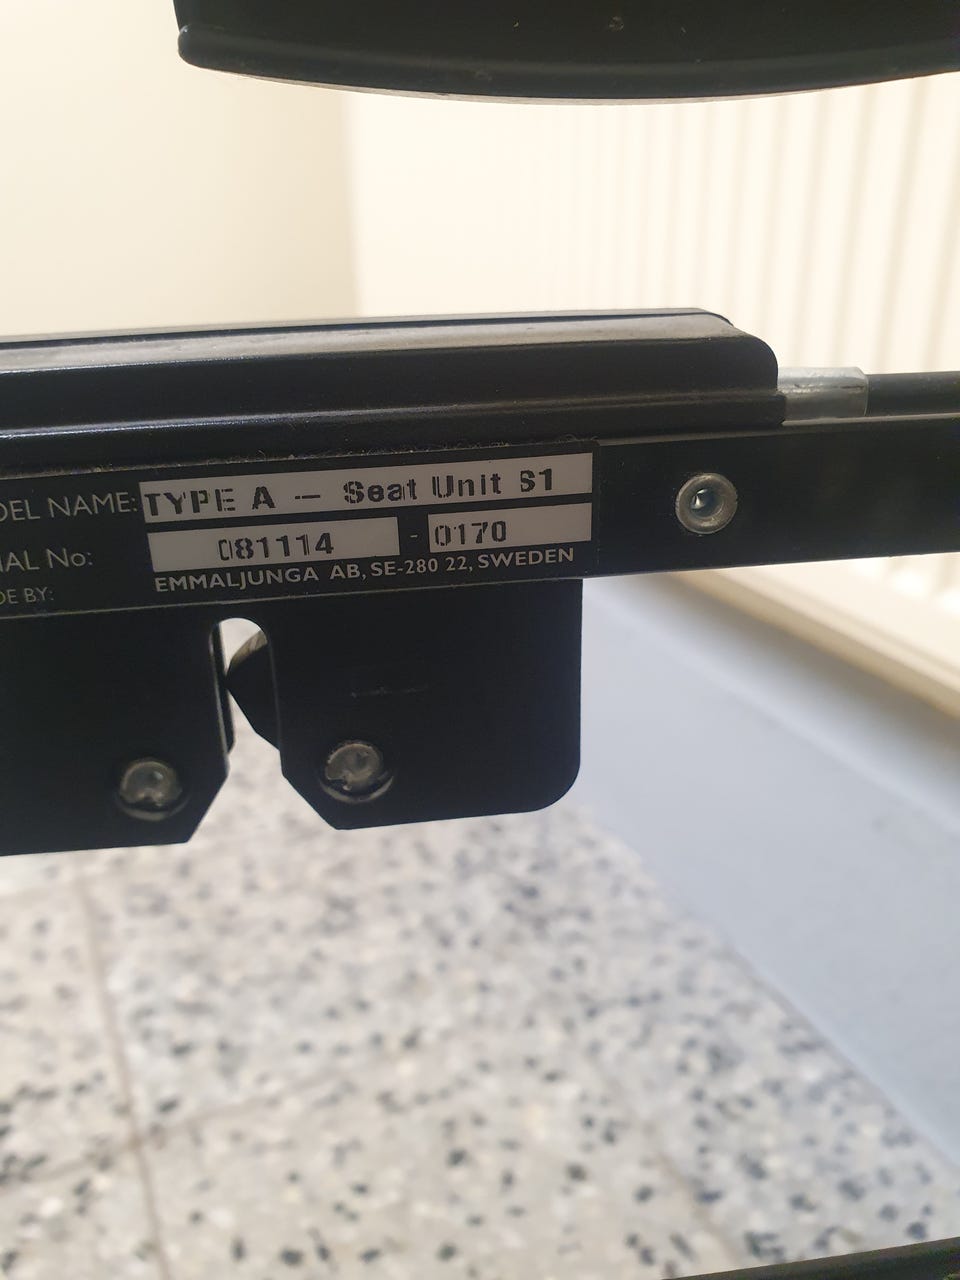 DEL NAME: TYPE A – Seat Unit S1
IAL No: 081114 - 0170
DE BY: EMMALJUNGA AB, SE-280 22, SWEDEN